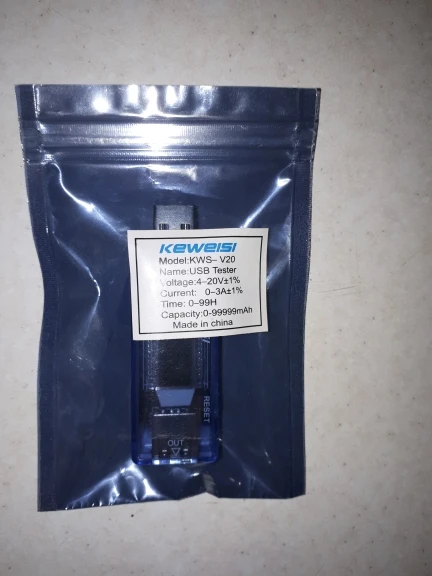 KEWEISI
Model:KWS– V20
Name:USB Tester
Voltage:4–20V±1%
Current: 0–3A±1%
Time: 0–99H
Capacity:0-99999mAh
Made in china
RESET
OUT